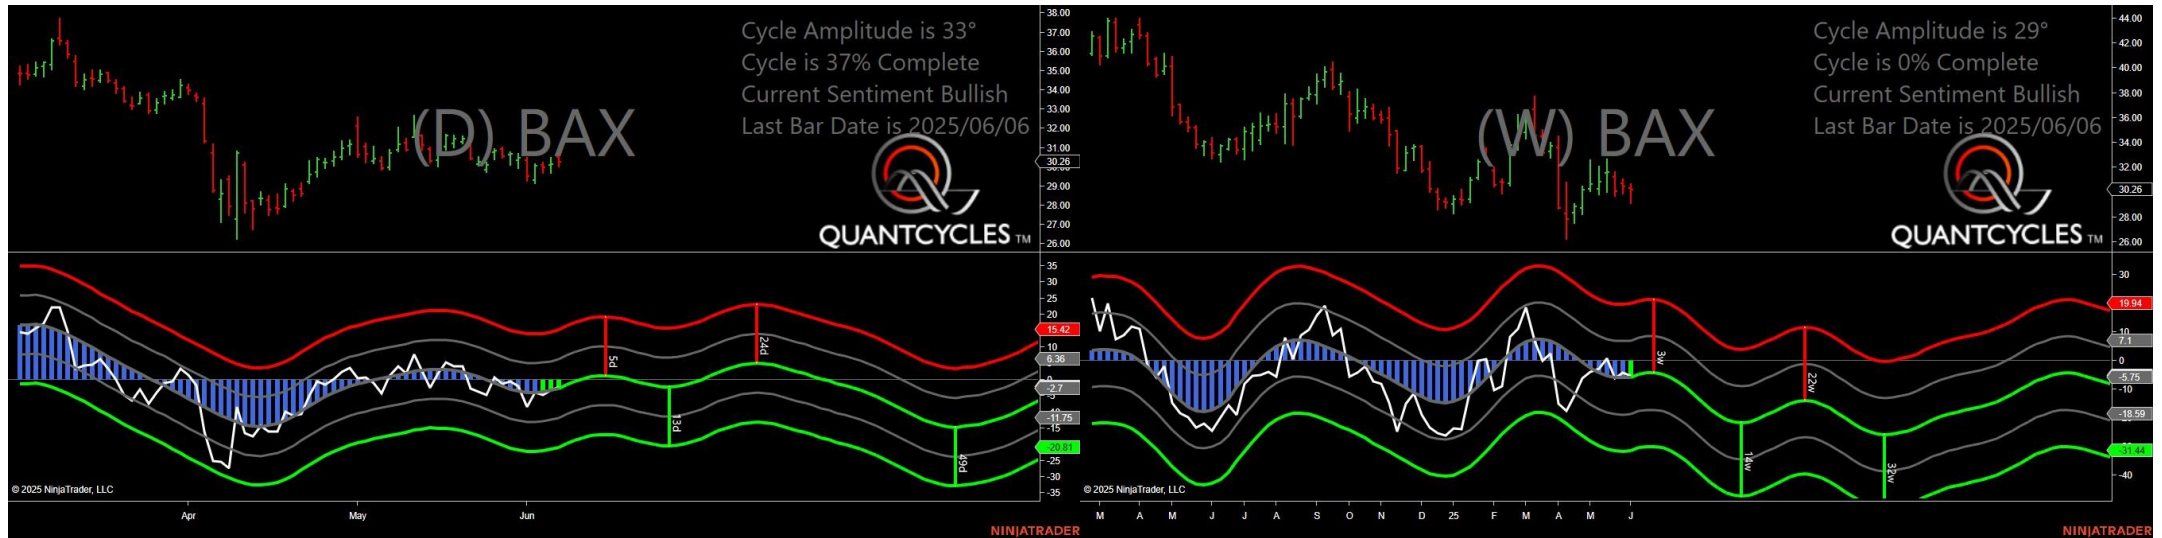 Cycle Amplitude is 33°
Cycle is 37% Complete
Current Sentiment Bullish
Last Bar Date is 2025/06/06
(D) BAX
QUANTCYCLES TM
38.00
37.00
36.00
35.00
34.00
33.00
32.00
31.00
30.26
29.00
28.00
27.00
26.00
35
30
25
20
15.42
10
6.36
-2.7
-5
-11.75
-15
-20.81
-25
-30
-35
5d
24d
13d
49d
© 2025 NinjaTrader, LLC
Apr May Jun
NINJATRADER
Cycle Amplitude is 29°
Cycle is 0% Complete
Current Sentiment Bullish
Last Bar Date is 2025/06/06
(W) BAX
QUANTCYCLES TM
44.00
42.00
40.00
38.00
36.00
34.00
32.00
30.26
28.00
26.00
30
19.94
10
7.1
0
-5.75
-10
-18.59
-31.44
-40
3w
22w
14w
32w
© 2025 NinjaTrader, LLC
M A M J J A S O N D 25 F M A M J
NINJATRADER